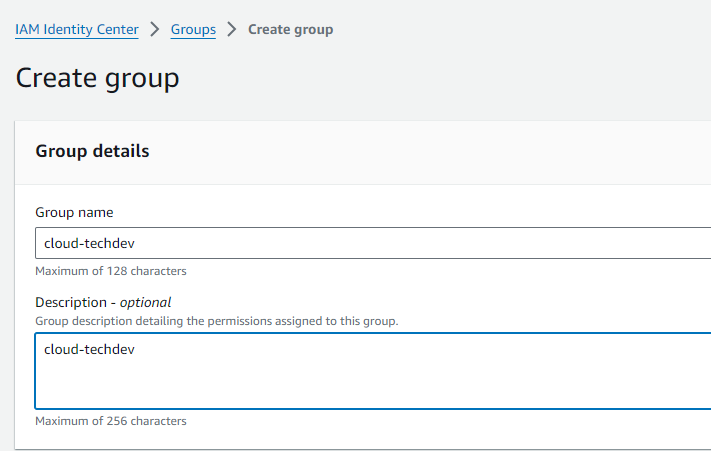 IAM Identity Center > Groups > Create group
Create group
Group details
Group name
cloud-techdev
Maximum of 128 characters
Description - optional
Group description detailing the permissions assigned to this group.
cloud-techdev
Maximum of 256 characters